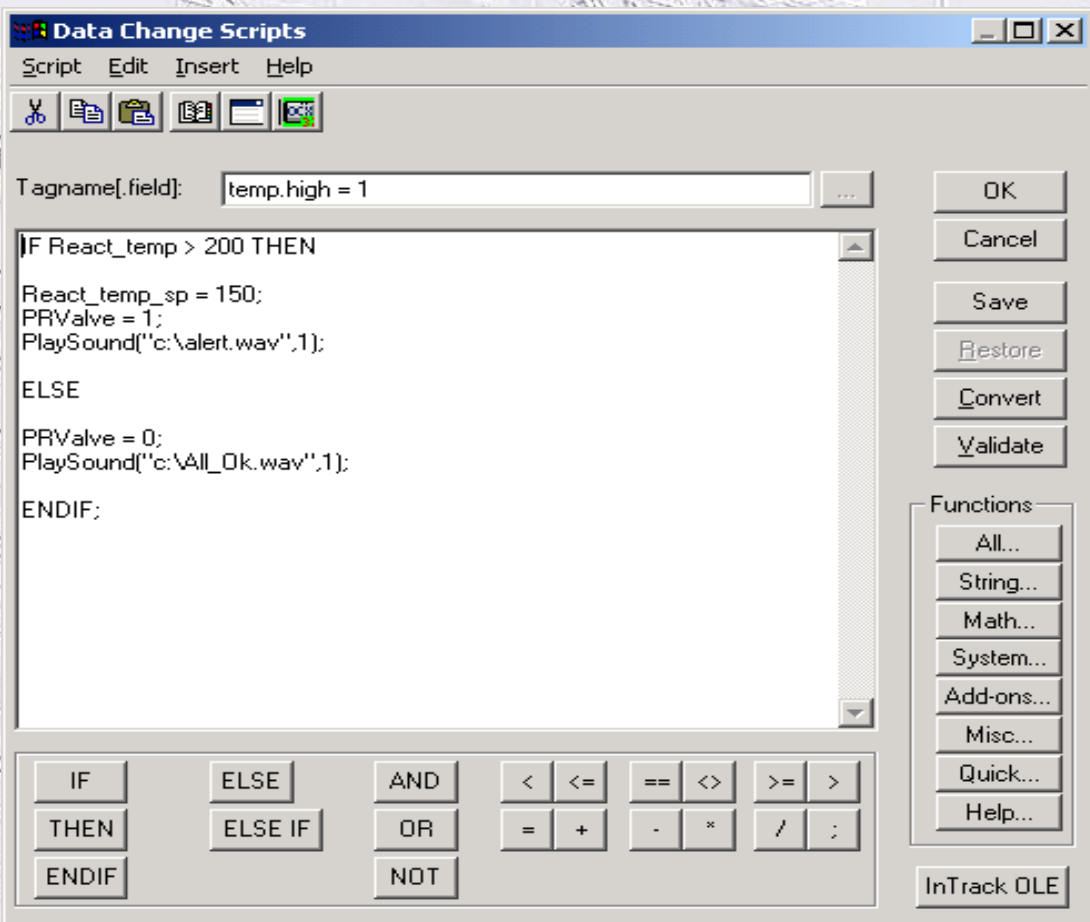 Data Change Scripts
Script Edit Insert Help
Tagname[.field]: temp.high = 1 ...
OK
Cancel
Save
Restore
Convert
Validate
IF React_temp > 200 THEN
React_temp_sp = 150;
PRValve = 1;
PlaySound("c:\alert.wav",1);
ELSE
PRValve = 0;
PlaySound("c:\All_Ok.wav",1);
ENDIF;
Functions
All...
String...
Math...
System...
Add-ons...
Misc...
Quick...
Help...
IF ELSE AND < <= == <> >= >
THEN ELSE IF OR = + - * / ;
ENDIF NOT
InTrack OLE